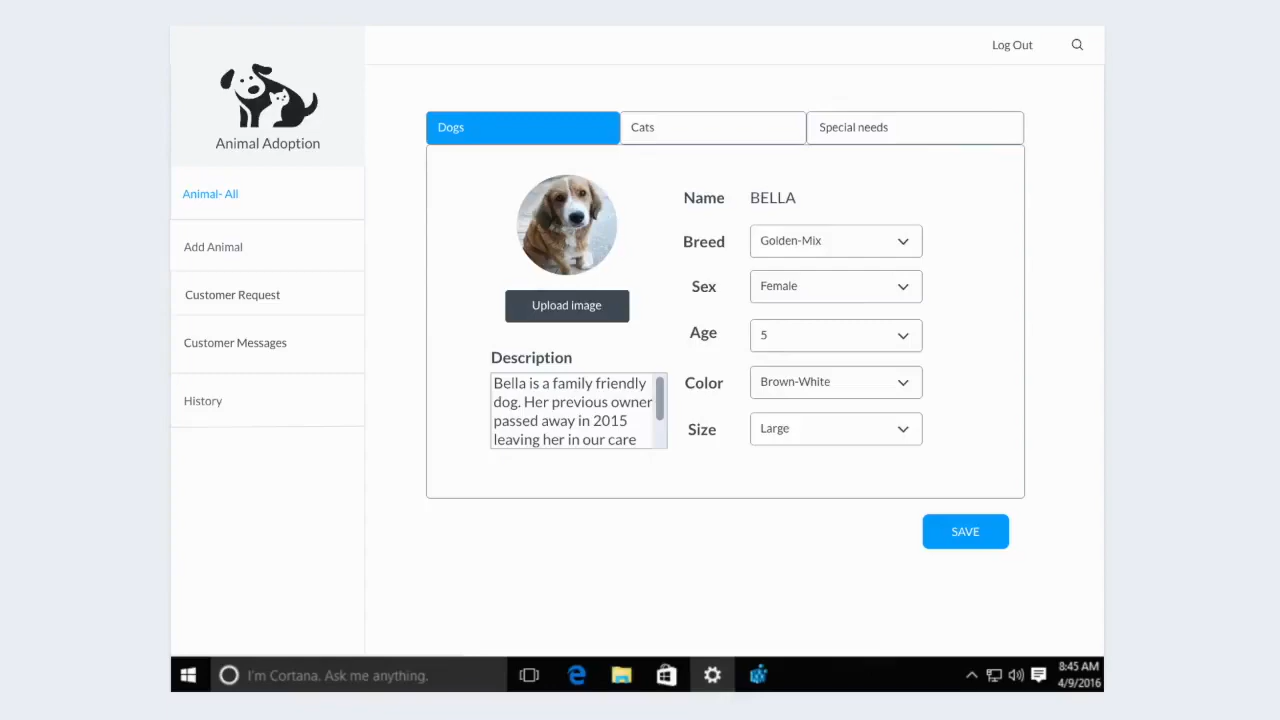 Log Out
Animal Adoption
Animal- All
Add Animal
Customer Request
Customer Messages
History
Dogs
Cats
Special needs
Upload image
Description
Bella is a family friendly
dog. Her previous owner
passed away in 2015
leaving her in our care
Name
BELLA
Breed
Golden-Mix
Sex
Female
Age
5
Color
Brown-White
Size
Large
SAVE
I'm Cortana. Ask me anything.
8:45 AM
4/9/2016